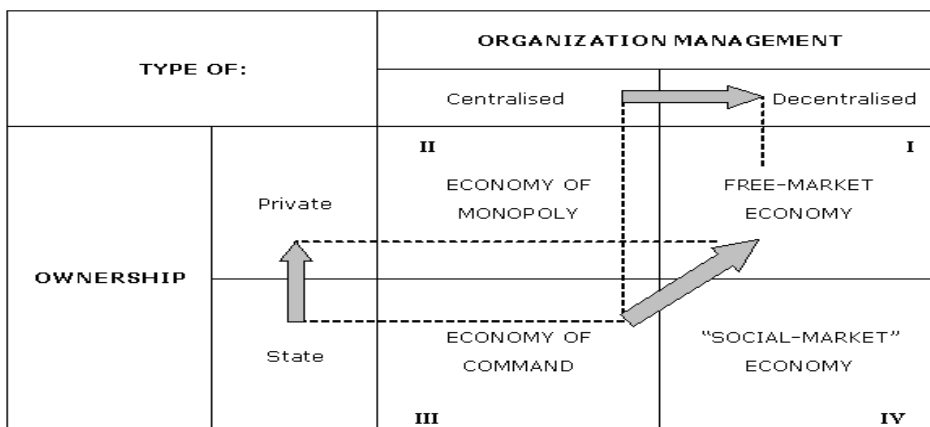 ORGANIZATION MANAGEMENT
TYPE OF:
Centralised
Decentralised
II
I
ECONOMY OF
MONOPOLY
FREE-MARKET
ECONOMY
Private
OWNERSHIP
State
ECONOMY OF
COMMAND
“SOCIAL-MARKET”
ECONOMY
III
IV